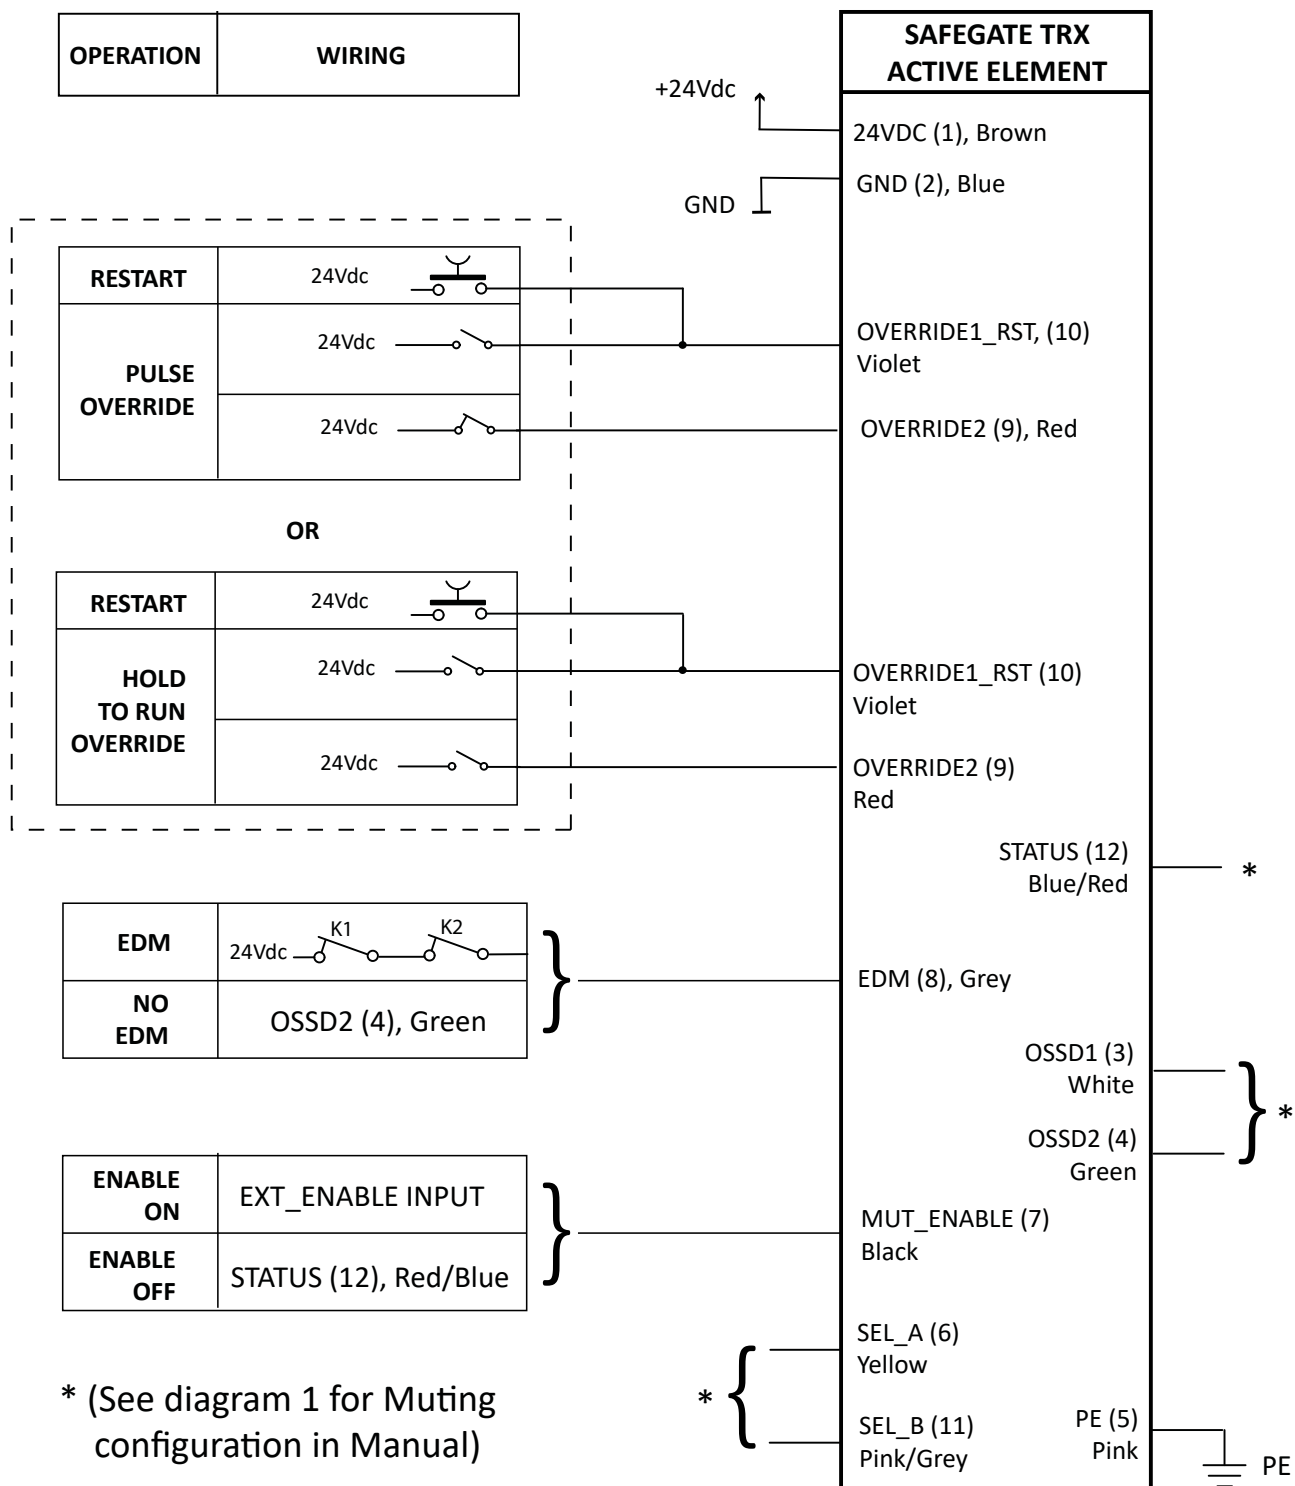 OPERATION WIRING
SAFEGATE TRX
ACTIVE ELEMENT
+24Vdc
24VDC (1), Brown
GND
GND (2), Blue
RESTART 24Vdc
PULSE
OVERRIDE
24Vdc
24Vdc
OVERRIDE1_RST, (10)
Violet
OVERRIDE2 (9), Red
OR
RESTART 24Vdc
HOLD
TO RUN
OVERRIDE
24Vdc
24Vdc
OVERRIDE1_RST (10)
Violet
OVERRIDE2 (9)
Red
STATUS (12)
Blue/Red
*
EDM 24Vdc K1 K2
NO
EDM
OSSD2 (4), Green
EDM (8), Grey
OSSD1 (3)
White
OSSD2 (4)
Green
*
ENABLE
ON
EXT_ENABLE INPUT
ENABLE
OFF
STATUS (12), Red/Blue
MUT_ENABLE (7)
Black
SEL_A (6)
Yellow
*
SEL_B (11)
Pink/Grey
PE (5)
Pink
PE
* (See diagram 1 for Muting
configuration in Manual)